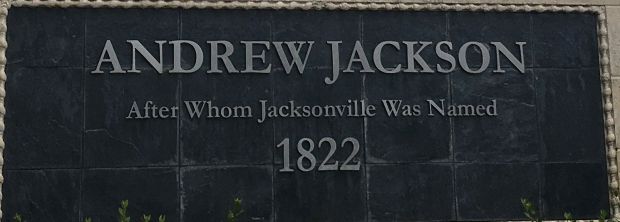 ANDREW JACKSON
After Whom Jacksonville Was Named
1822